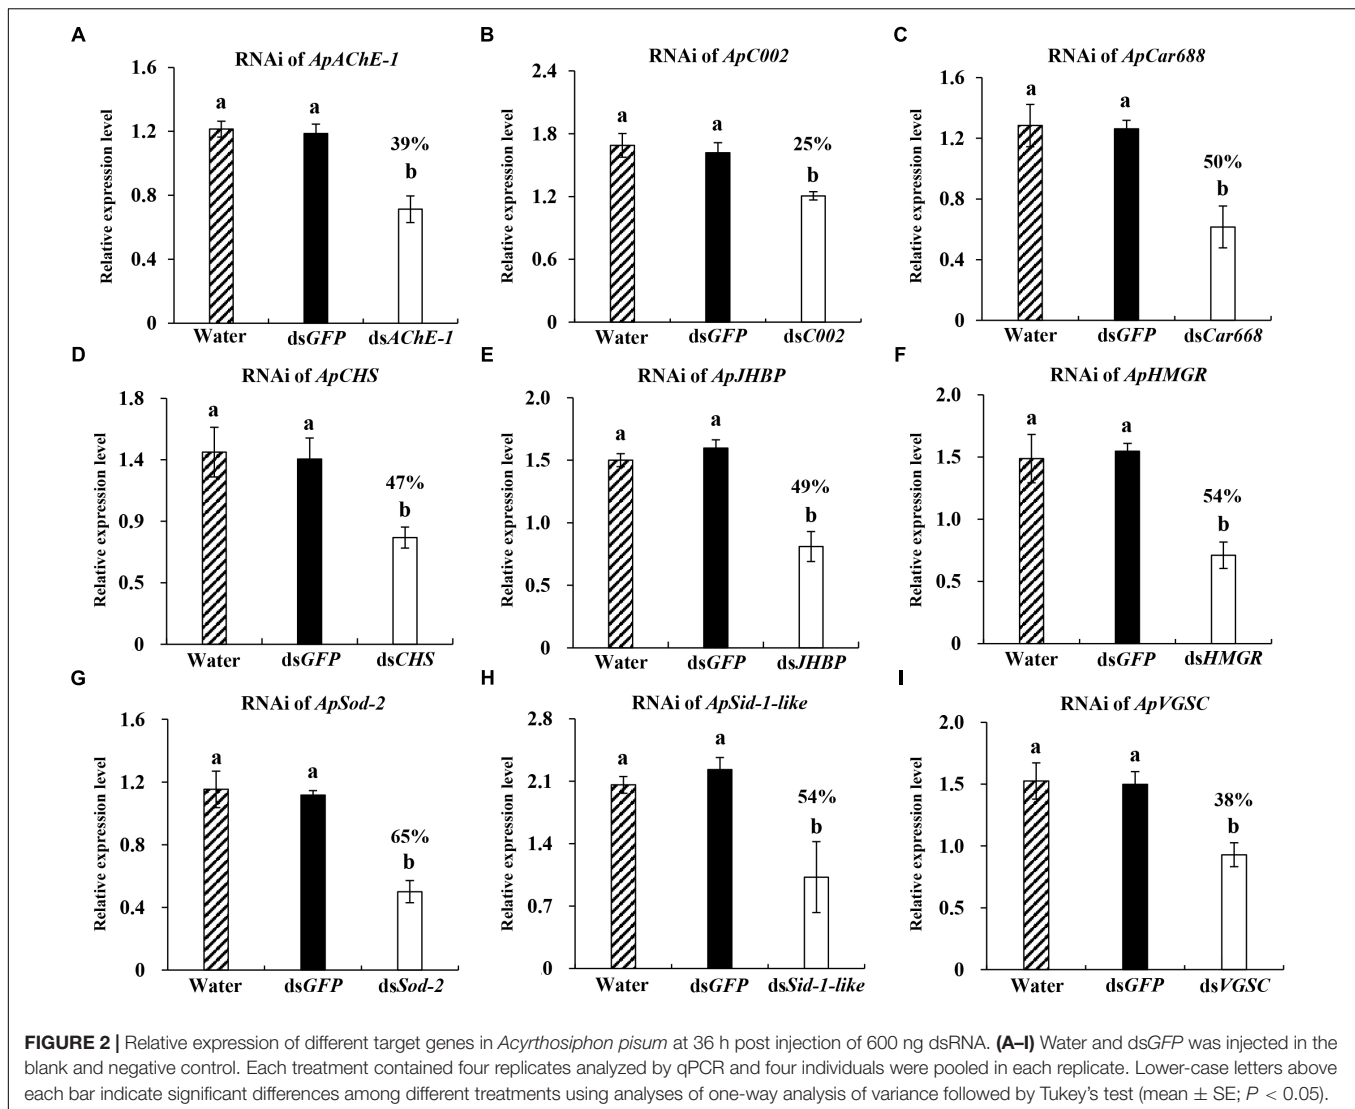 A
RNAi of ApAChE-1
Relative expression level
1.6
1.2
0.8
0.4
0
a
a
39%
b
Water
dsGFP
dsAChE-1
B
RNAi of ApC002
Relative expression level
2.4
1.8
1.2
0.6
0
a
a
25%
b
Water
dsGFP
dsC002
C
RNAi of ApCar688
Relative expression level
1.6
1.2
0.8
0.4
0
a
a
50%
b
Water
dsGFP
dsCar668
D
RNAi of ApCHS
Relative expression level
1.8
1.4
0.9
0.5
0
a
a
47%
b
Water
dsGFP
dsCHS
E
RNAi of ApJHBP
Relative expression level
2.0
1.5
1.0
0.5
0
a
a
49%
b
Water
dsGFP
dsJHBP
F
RNAi of ApHMGR
Relative expression level
2.0
1.5
1.0
0.5
0
a
a
54%
b
Water
dsGFP
dsHMGR
G
RNAi of ApSod-2
Relative expression level
1.6
1.2
0.8
0.4
0
a
a
65%
b
Water
dsGFP
dsSod-2
H
RNAi of ApSid-1-like
Relative expression level
2.8
2.1
1.4
0.7
0
a
a
54%
b
Water
dsGFP
dsSid-1-like
I
RNAi of ApVGSC
Relative expression level
2.0
1.5
1.0
0.5
0
a
a
38%
b
Water
dsGFP
dsVGSC
FIGURE 2 | Relative expression of different target genes in Acyrthosiphon pisum at 36 h post injection of 600 ng dsRNA. (A–I) Water and dsGFP was injected in the
blank and negative control. Each treatment contained four replicates analyzed by qPCR and four individuals were pooled in each replicate. Lower-case letters above
each bar indicate significant differences among different treatments using analyses of one-way analysis of variance followed by Tukey's test (mean ± SE; P < 0.05).